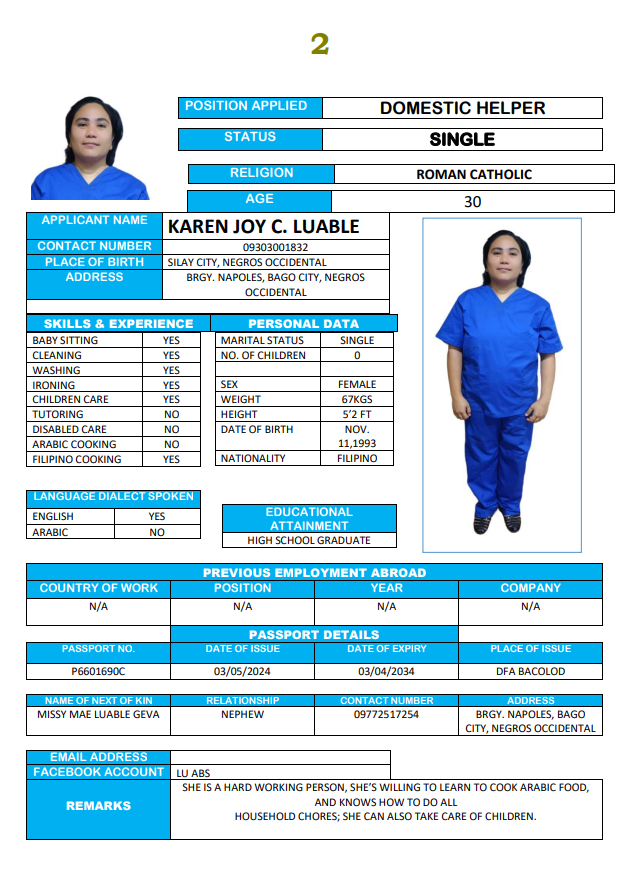 2
POSITION APPLIED DOMESTIC HELPER
STATUS SINGLE
RELIGION ROMAN CATHOLIC
AGE 30
APPLICANT NAME KAREN JOY C. LUABLE
CONTACT NUMBER 09303001832
PLACE OF BIRTH SILAY CITY, NEGROS OCCIDENTAL
ADDRESS BRGY. NAPOLES, BAGO CITY, NEGROS
OCCIDENTAL
SKILLS & EXPERIENCE
BABY SITTING YES
CLEANING YES
WASHING YES
IRONING YES
CHILDREN CARE YES
TUTORING NO
DISABLED CARE NO
ARABIC COOKING NO
FILIPINO COOKING YES
PERSONAL DATA
MARITAL STATUS SINGLE
NO. OF CHILDREN 0
SEX FEMALE
WEIGHT 67KGS
HEIGHT 5’2 FT
DATE OF BIRTH NOV.
11,1993
NATIONALITY FILIPINO
LANGUAGE DIALECT SPOKEN
ENGLISH YES
ARABIC NO
EDUCATIONAL
ATTAINMENT
HIGH SCHOOL GRADUATE
PREVIOUS EMPLOYMENT ABROAD
COUNTRY OF WORK POSITION YEAR COMPANY
N/A N/A N/A N/A
PASSPORT DETAILS
PASSPORT NO. DATE OF ISSUE DATE OF EXPIRY PLACE OF ISSUE
P6601690C 03/05/2024 03/04/2034 DFA BACOLOD
NAME OF NEXT OF KIN RELATIONSHIP CONTACT NUMBER ADDRESS
MISSY MAE LUABLE GEVA NEPHEW 09772517254 BRGY. NAPOLES, BAGO
CITY, NEGROS OCCIDENTAL
EMAIL ADDRESS
FACEBOOK ACCOUNT LU ABS
REMARKS
SHE IS A HARD WORKING PERSON, SHE’S WILLING TO LEARN TO COOK ARABIC FOOD,
AND KNOWS HOW TO DO ALL
HOUSEHOLD CHORES; SHE CAN ALSO TAKE CARE OF CHILDREN.